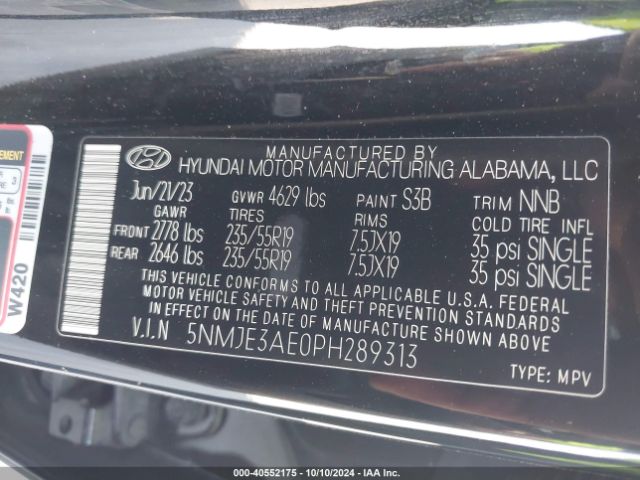 MANUFACTURED BY
HYUNDAI MOTOR MANUFACTURING ALABAMA, LLC
Jun/21/23 GVWR 4629 lbs PAINT S3B TRIM NNB
GAWR TIRES RIMS COLD TIRE INFL
FRONT 2778 lbs 235/55R19 7.5JX19 35 psi SINGLE
REAR 2646 lbs 235/55R19 7.5JX19 35 psi SINGLE
THIS VEHICLE CONFORMS TO ALL APPLICABLE U.S.A. FEDERAL
MOTOR VEHICLE SAFETY AND THEFT PREVENTION STANDARDS
IN EFFECT ON THE DATE OF MANUFACTURE SHOWN ABOVE
V.I.N 5NMJE3AE0PH289313
TYPE: MPV
3
W420
000-40552175 - 10/10/2024 - Copyright © IAA, LLC